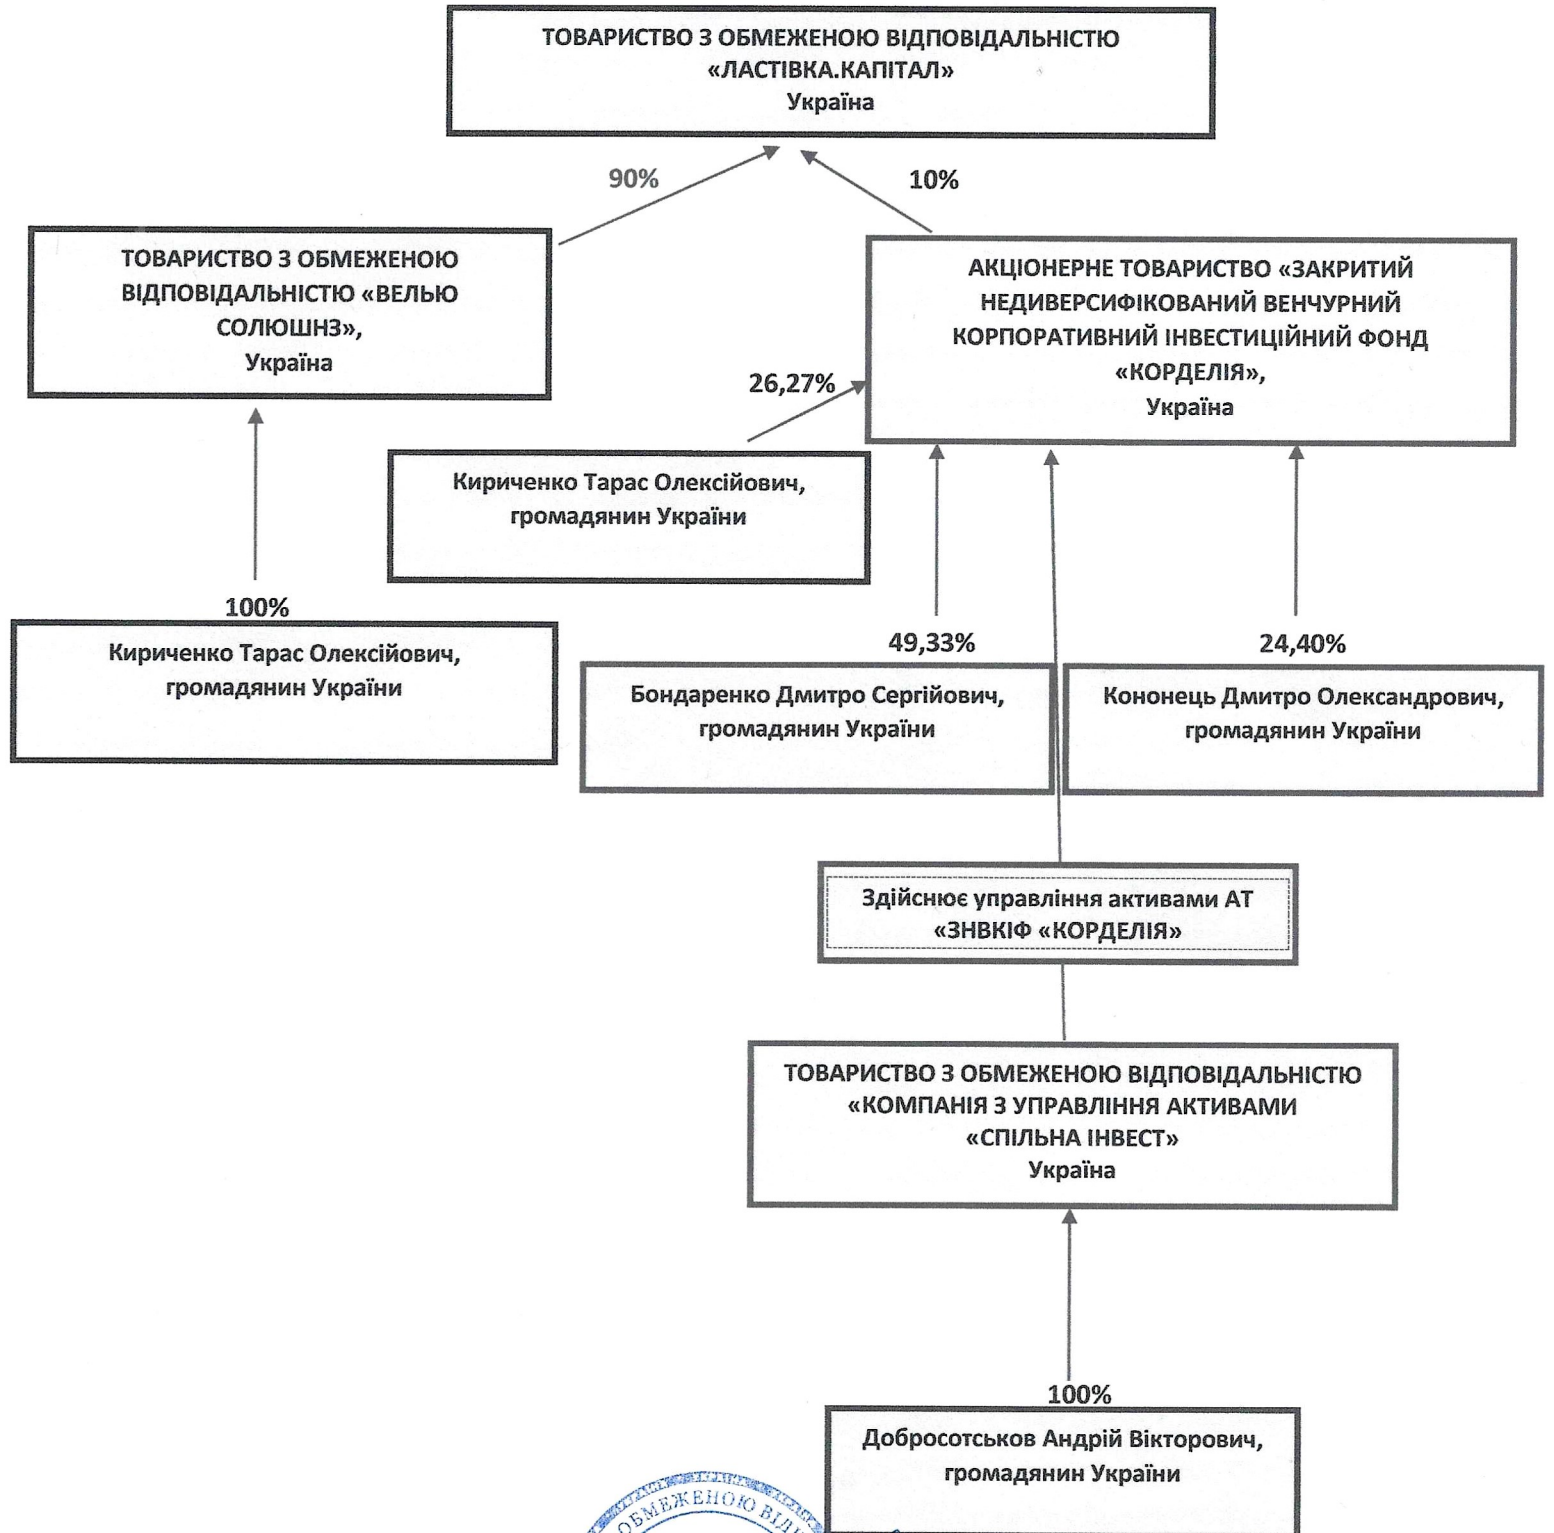 ТОВАРИСТВО З ОБМЕЖЕНОЮ ВІДПОВІДАЛЬНІСТЮ
«ЛАСТІВКА.КАПІТАЛ»
Україна
90%
10%
ТОВАРИСТВО З ОБМЕЖЕНОЮ
ВІДПОВІДАЛЬНІСТЮ «ВЕЛЬЮ
СОЛЮШНЗ»,
Україна
АКЦІОНЕРНЕ ТОВАРИСТВО «ЗАКРИТИЙ
НЕДИВЕРСИФІКОВАНИЙ ВЕНЧУРНИЙ
КОРПОРАТИВНИЙ ІНВЕСТИЦІЙНИЙ ФОНД
«КОРДЕЛІЯ»,
Україна
26,27%
Кириченко Тарас Олексійович,
громадянин України
100%
Кириченко Тарас Олексійович,
громадянин України
49,33%
Бондаренко Дмитро Сергійович,
громадянин України
24,40%
Кононець Дмитро Олександрович,
громадянин України
Здійснює управління активами АТ
«ЗНВКІФ «КОРДЕЛІЯ»
ТОВАРИСТВО З ОБМЕЖЕНОЮ ВІДПОВІДАЛЬНІСТЮ
«КОМПАНІЯ З УПРАВЛІННЯ АКТИВАМИ
«СПІЛЬНА ІНВЕСТ»
Україна
100%
Добросотськов Андрій Вікторович,
громадянин України
ОБМЕЖЕНОЮ